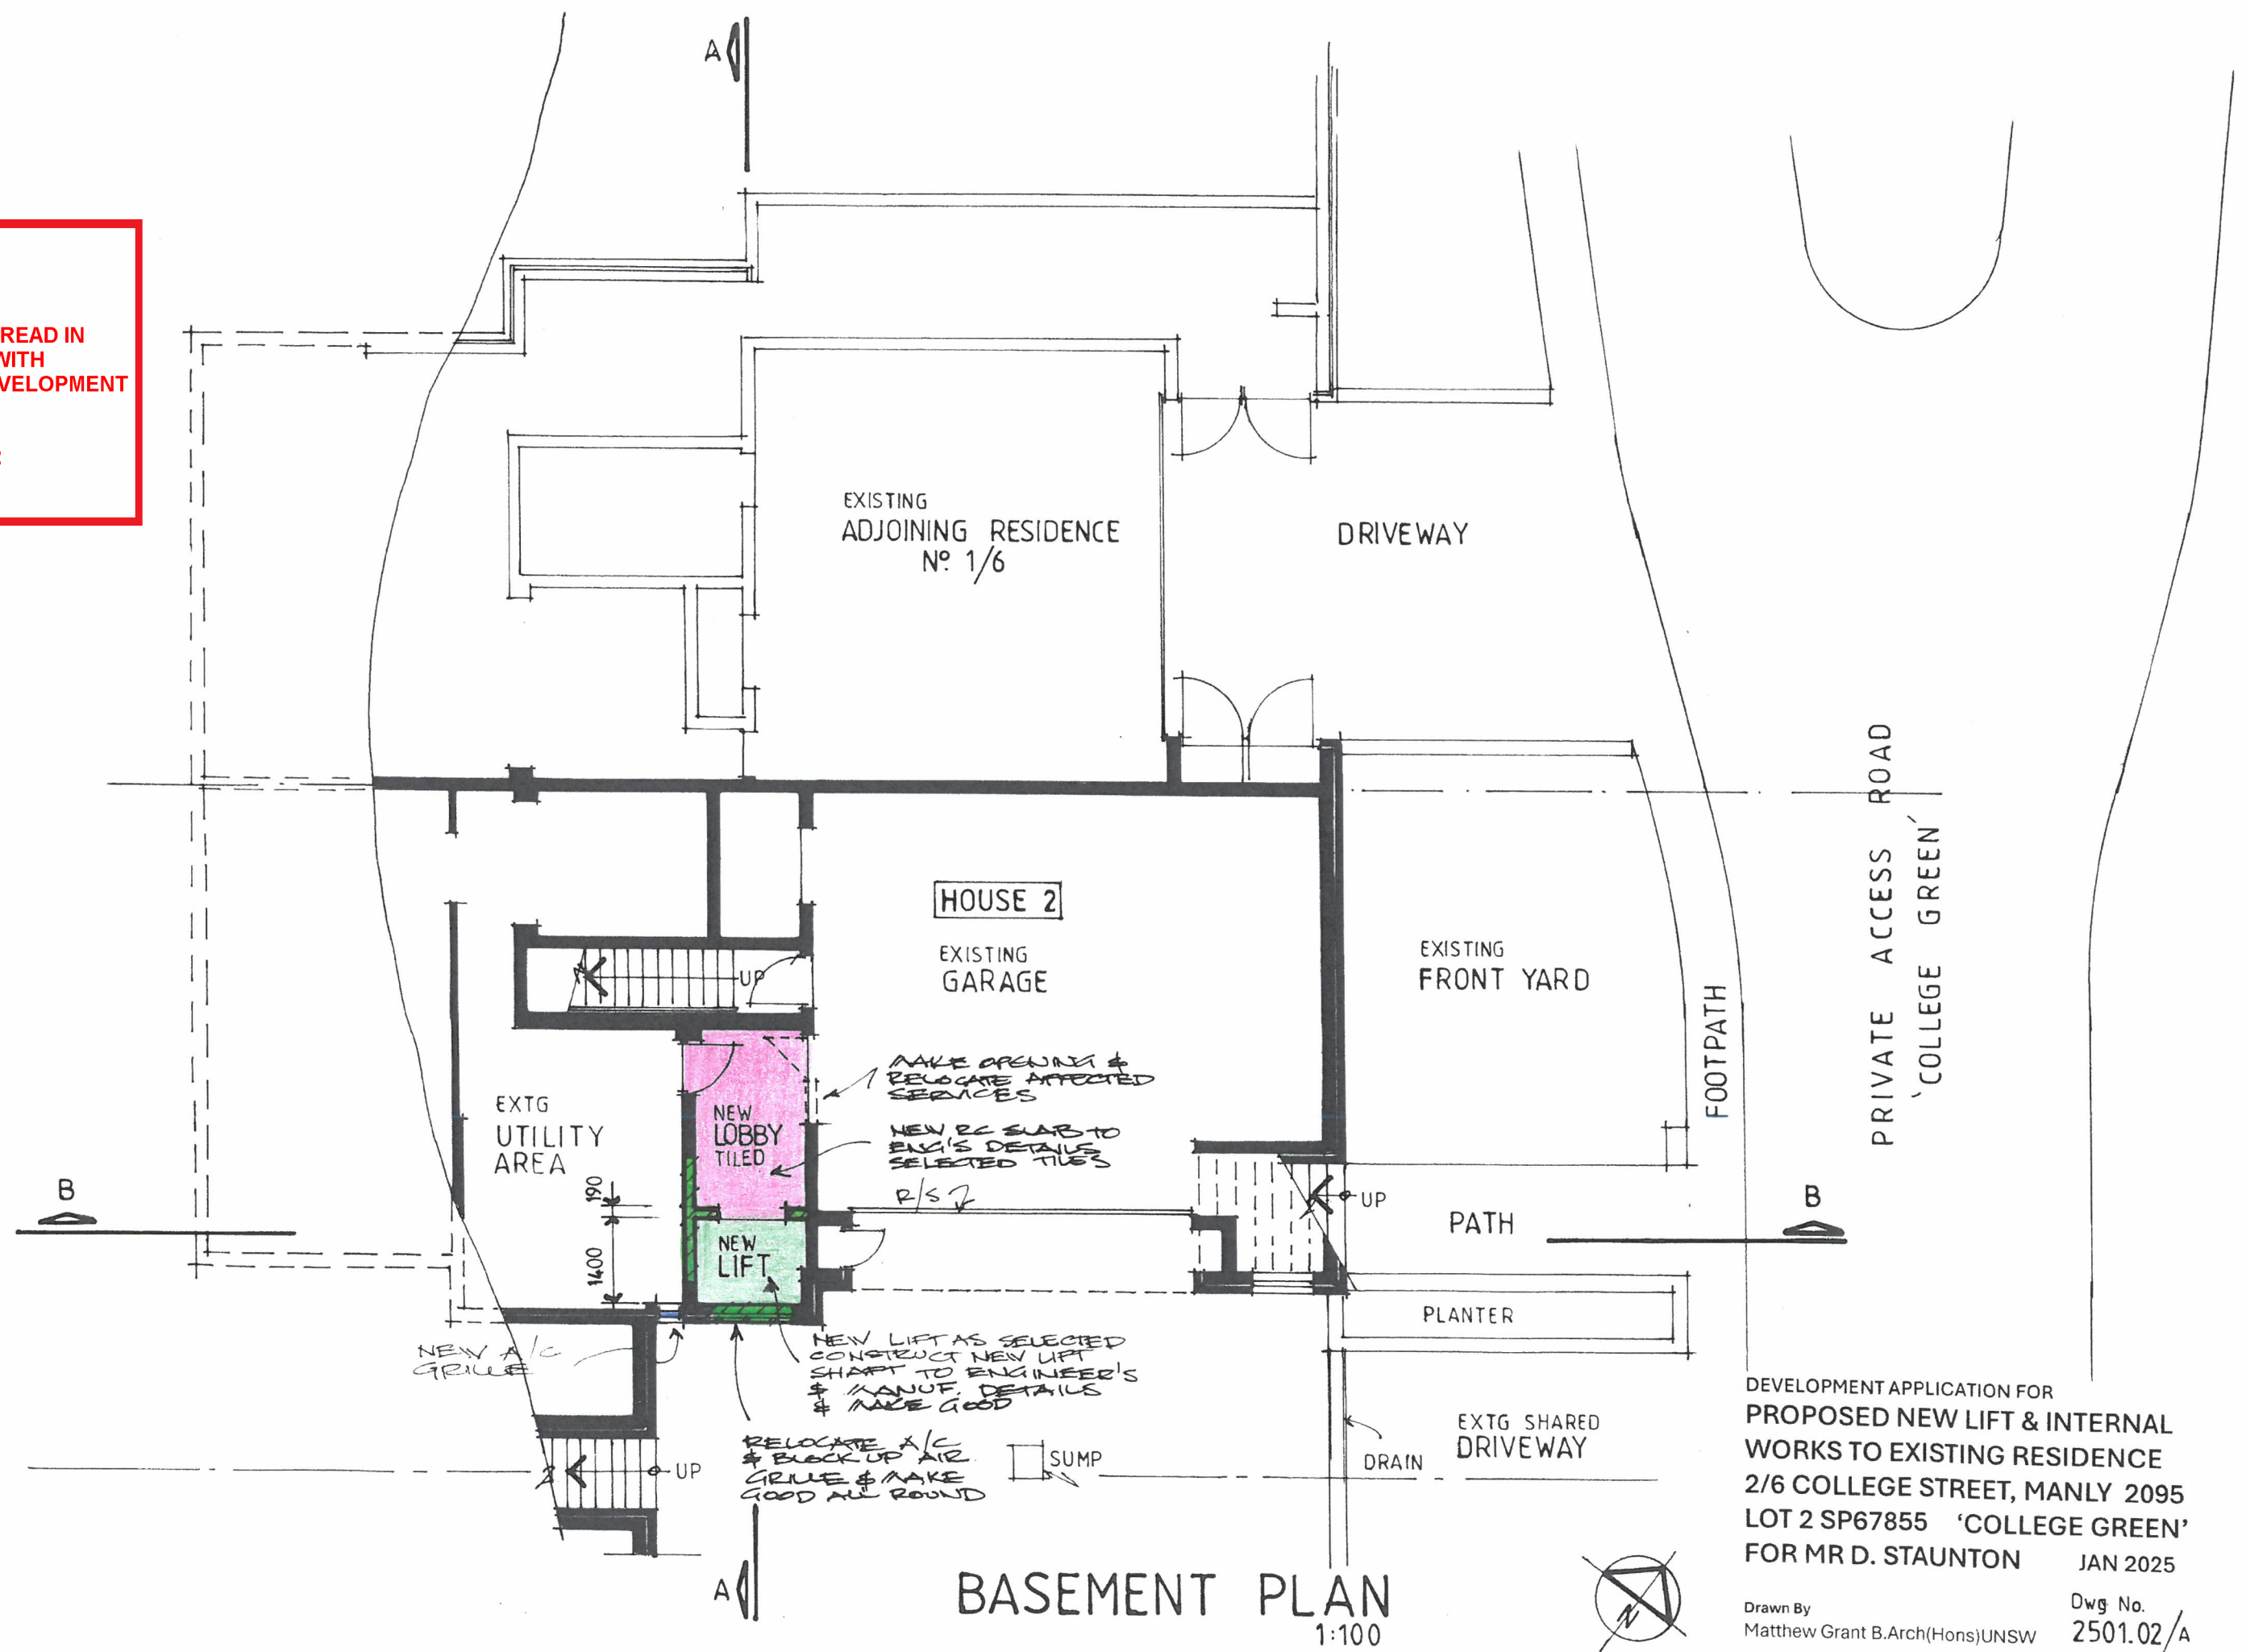 A
READ IN
WITH
VELOPMENT
EXISTING
ADJOINING RESIDENCE
Nº 1/6
DRIVEWAY
HOUSE 2
EXISTING
GARAGE
UP
EXISTING
FRONT YARD
FOOTPATH
PRIVATE ACCESS ROAD
'COLLEGE GREEN'
MAKE OPENING &
RELOCATE AFFECTED
SERVICES
NEW RC SLAB TO
ENG'S DETAILS
SELECTED TILES
R/S
EXTG
UTILITY
AREA
NEW
LOBBY
TILED
190
1400
NEW
LIFT
B
UP
PATH
B
PLANTER
NEW A/C
GRILLE
NEW LIFT AS SELECTED
CONSTRUCT NEW LIFT
SHAFT TO ENGINEER'S
& MANUF. DETAILS
& MAKE GOOD
RELOCATE A/C
& BLOCK UP AIR
GRILLE & MAKE
GOOD ALL ROUND
UP
SUMP
DRAIN
EXTG SHARED
DRIVEWAY
A
BASEMENT PLAN
1:100
N
DEVELOPMENT APPLICATION FOR
PROPOSED NEW LIFT & INTERNAL
WORKS TO EXISTING RESIDENCE
2/6 COLLEGE STREET, MANLY 2095
LOT 2 SP67855 'COLLEGE GREEN'
FOR MR D. STAUNTON JAN 2025
Drawn By
Matthew Grant B.Arch(Hons)UNSW
Dwg No.
2501.02/A